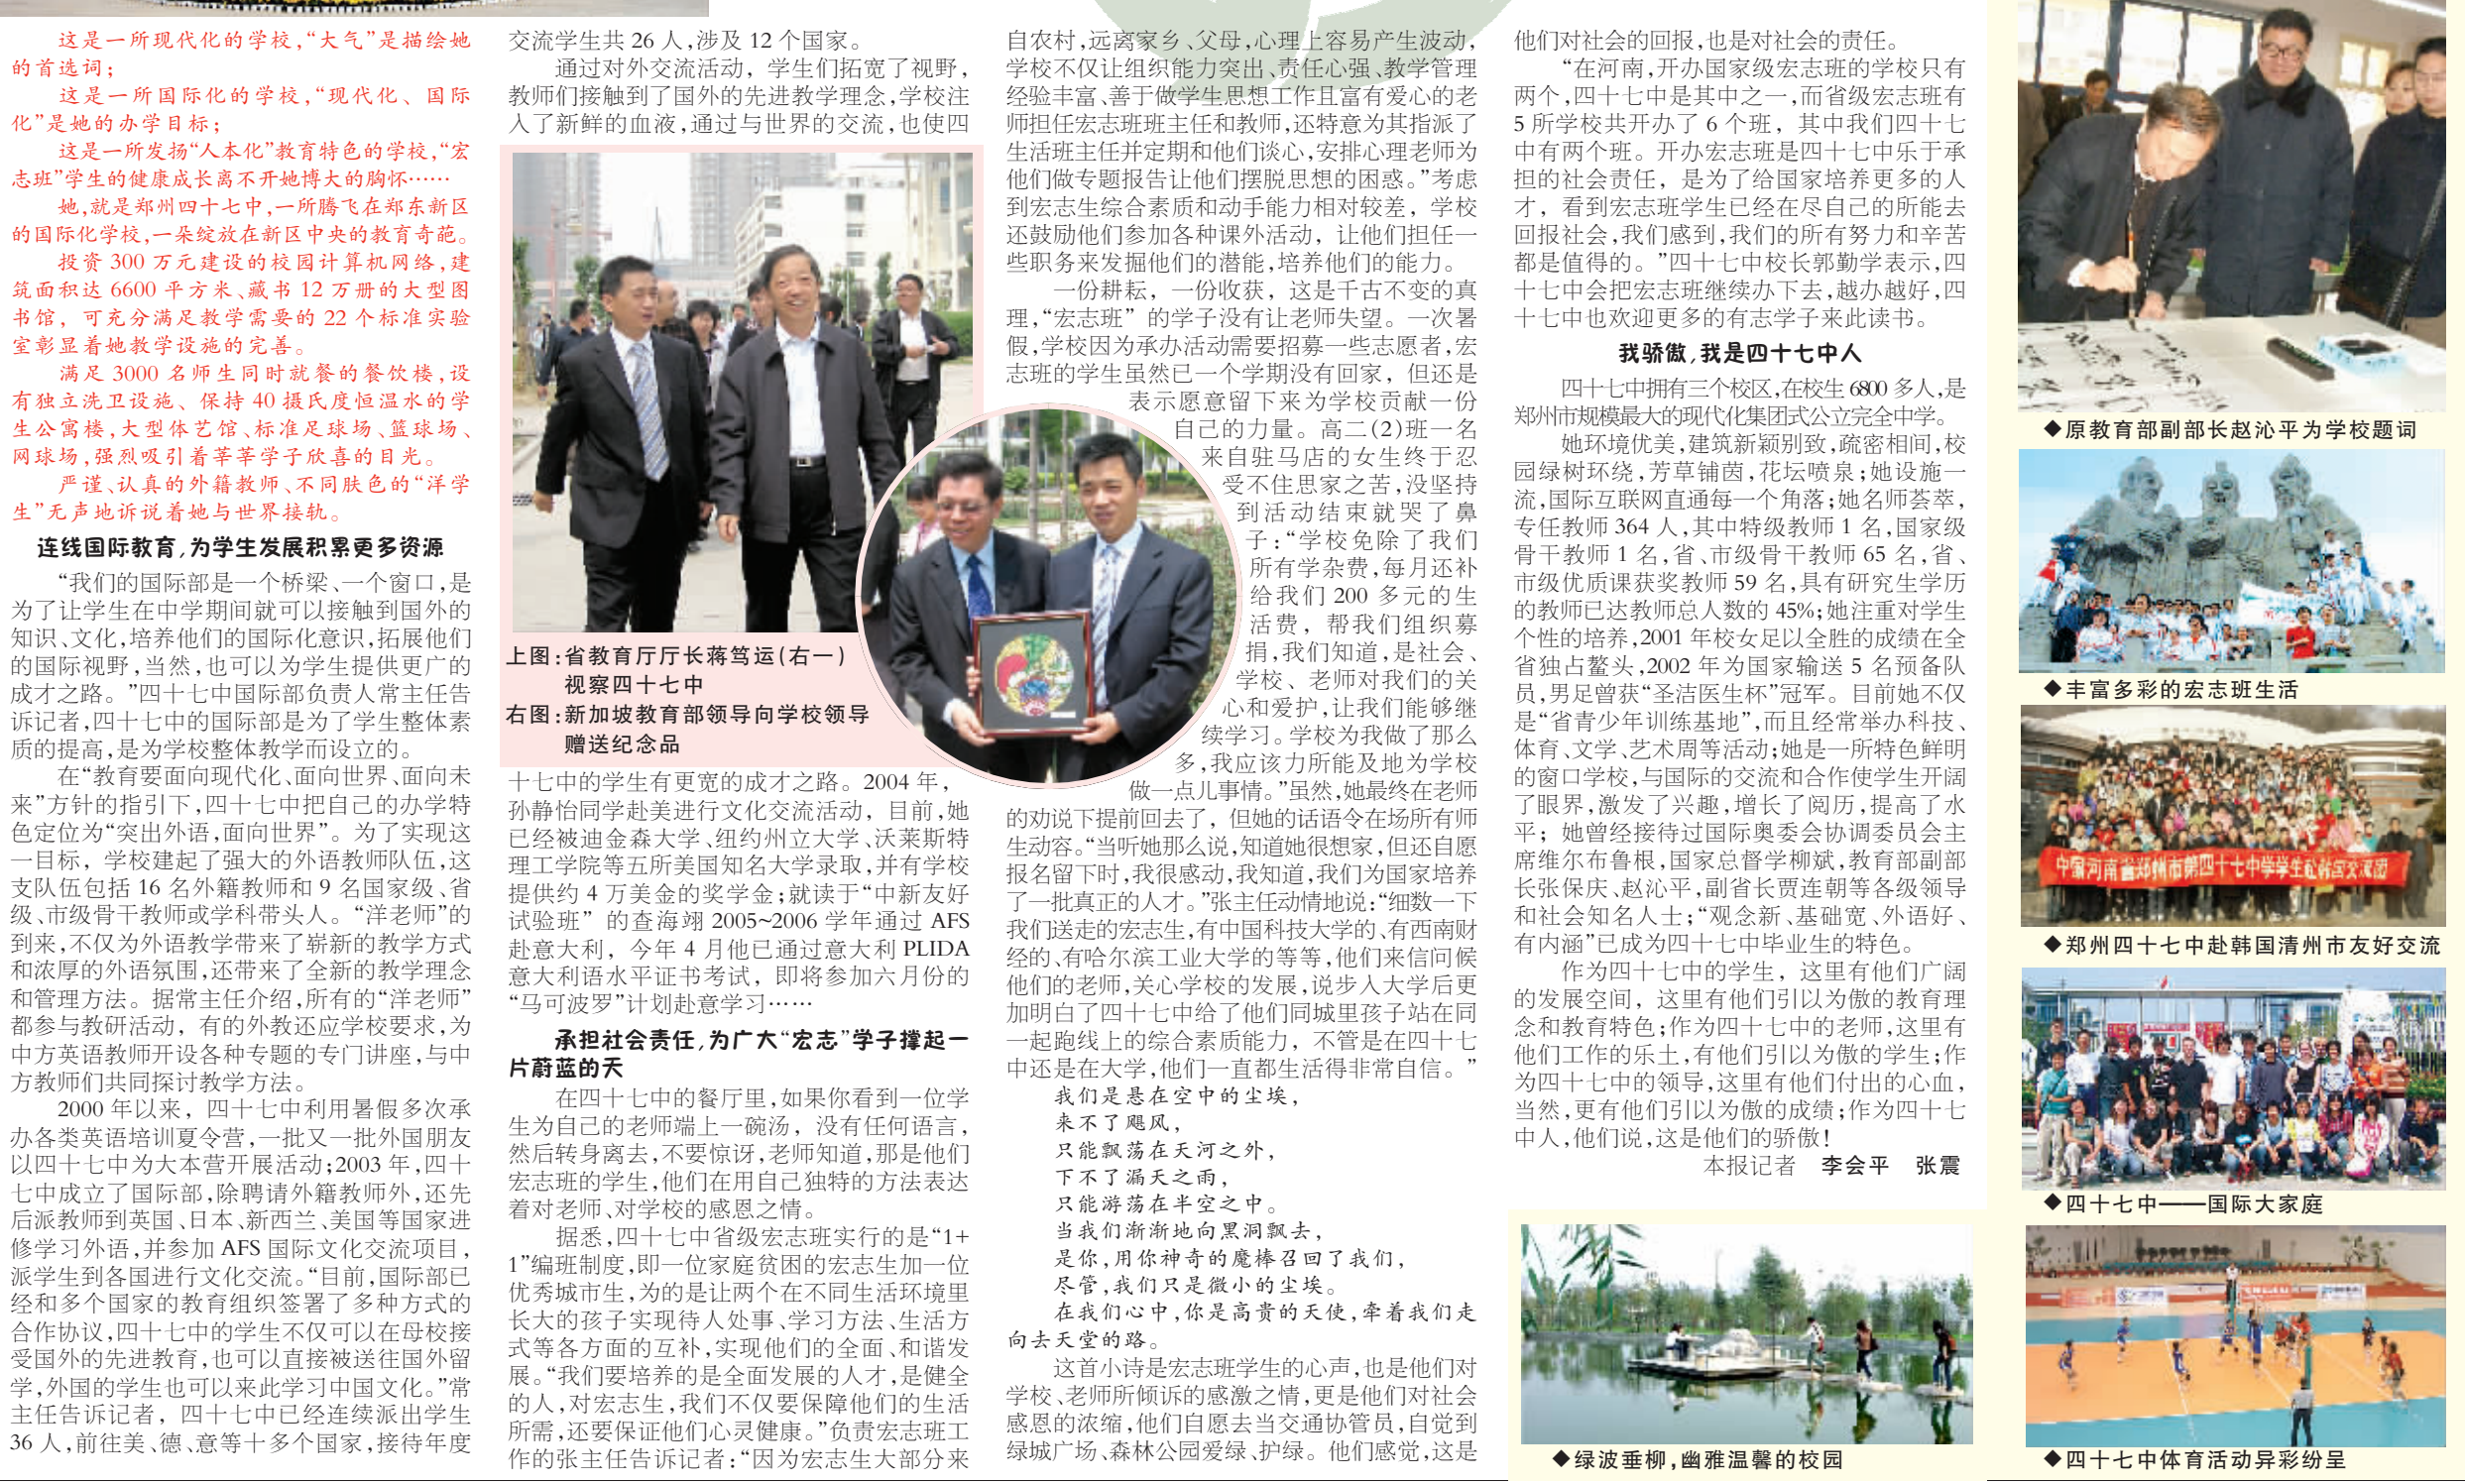 这是一所现代化的学校，“大气”是描绘她
的首选词；
这是一所国际化的学校，“现代化、国际
化”是她的办学目标；
这是一所发扬“人本化”教育特色的学校，“宏
志班”学生的健康成长离不开她博大的胸怀……
她，就是郑州四十七中，一所腾飞在郑东新区
的国际化学校，一朵绽放在新区中央的教育奇葩。
投资 300 万元建设的校园计算机网络，建
筑面积达 6600 平方米、藏书 12 万册的大型图
书馆，可充分满足教学需要的 22 个标准实验
室彰显着她教学设施的完善。
满足 3000 名师生同时就餐的餐饮楼，设
有独立洗卫设施、保持 40 摄氏度恒温水的学
生公寓楼，大型体艺馆、标准足球场、篮球场、
网球场，强烈吸引着莘莘学子欣喜的目光。
严谨、认真的外籍教师、不同肤色的“洋学
生”无声地诉说着她与世界接轨。
连线国际教育，为学生发展积累更多资源
“我们的国际部是一个桥梁、一个窗口，是
为了让学生在中学期间就可以接触到国外的
知识、文化，培养他们的国际化意识，拓展他们
的国际视野，当然，也可以为学生提供更广的
成才之路。”四十七中国际部负责人常主任告
诉记者，四十七中的国际部是为了学生整体素
质的提高，是为学校整体教学而设立的。
在“教育要面向现代化、面向世界、面向未
来”方针的指引下，四十七中把自己的办学特
色定位为“突出外语，面向世界”。为了实现这
一目标，学校建起了强大的外语教师队伍，这
支队伍包括 16 名外籍教师和 9 名国家级、省
级、市级骨干教师或学科带头人。“洋老师”的
到来，不仅为外语教学带来了崭新的教学方式
和浓厚的外语氛围，还带来了全新的教学理念
和管理方法。据常主任介绍，所有的“洋老师”
都参与教研活动，有的外教还应学校要求，为
中方英语教师开设各种专题的专门讲座，与中
方教师们共同探讨教学方法。
2000 年以来，四十七中利用暑假多次承
办各类英语培训夏令营，一批又一批外国朋友
以四十七中为大本营开展活动；2003 年，四十
七中成立了国际部，除聘请外籍教师外，还先
后派教师到英国、日本、新西兰、美国等国家进
修学习外语，并参加 AFS 国际文化交流项目，
派学生到各国进行文化交流。“目前，国际部已
经和多个国家的教育组织签署了多种方式的
合作协议，四十七中的学生不仅可以在母校接
受国外的先进教育，也可以直接被送往国外留
学，外国的学生也可以来此学习中国文化。”常
主任告诉记者，四十七中已经连续派出学生
36 人，前往美、德、意等十多个国家，接待年度
交流学生共 26 人，涉及 12 个国家。
通过对外交流活动，学生们拓宽了视野，
教师们接触到了国外的先进教学理念，学校注
入了新鲜的血液，通过与世界的交流，也使四
上图：省教育厅厅长蒋笃运（右一）
视察四十七中
右图：新加坡教育部领导向学校领导
赠送纪念品
十七中的学生有更宽的成才之路。2004 年，
孙静怡同学赴美进行文化交流活动，目前，她
已经被迪金森大学、纽约州立大学、沃莱斯特
理工学院等五所美国知名大学录取，并有学校
提供约 4 万美金的奖学金；就读于“中新友好
试验班”的查海翊 2005~2006 学年通过 AFS
赴意大利，今年 4 月他已通过意大利 PLIDA
意大利语水平证书考试，即将参加六月份的
“马可波罗”计划赴意学习……
承担社会责任，为广大“宏志”学子撑起一
片蔚蓝的天
在四十七中的餐厅里，如果你看到一位学
生为自己的老师端上一碗汤，没有任何语言，
然后转身离去，不要惊讶，老师知道，那是他们
宏志班的学生，他们在用自己独特的方法表达
着对老师、对学校的感恩之情。
据悉，四十七中省级宏志班实行的是“1+
1”编班制度，即一位家庭贫困的宏志生加一位
优秀城市生，为的是让两个在不同生活环境里
长大的孩子实现待人处事、学习方法、生活方
式等各方面的互补，实现他们的全面、和谐发
展。“我们要培养的是全面发展的人才，是健全
的人，对宏志生，我们不仅要保障他们的生活
所需，还要保证他们心灵健康。”负责宏志班工
作的张主任告诉记者：“因为宏志生大部分来
自农村，远离家乡、父母，心理上容易产生波动，
学校不仅让组织能力突出、责任心强、教学管理
经验丰富、善于做学生思想工作且富有爱心的老
师担任宏志班班主任和教师，还特意为其指派了
生活班主任并定期和他们谈心，安排心理老师为
他们做专题报告让他们摆脱思想的困惑。”考虑
到宏志生综合素质和动手能力相对较差，学校
还鼓励他们参加各种课外活动，让他们担任一
些职务来发掘他们的潜能，培养他们的能力。
一份耕耘，一份收获，这是千古不变的真
理，“宏志班”的学子没有让老师失望。一次暑
假，学校因为承办活动需要招募一些志愿者，宏
志班的学生虽然已一个学期没有回家，但还是
表示愿意留下来为学校贡献一份
自己的力量。高二（2）班一名
来自驻马店的女生终于忍
受不住思家之苦，没坚持
到活动结束就哭了鼻
子：“学校免除了我们
所有学杂费，每月还补
给我们 200 多元的生
活费，帮我们组织募
捐，我们知道，是社会、
学校、老师对我们的关
心和爱护，让我们能够继
续学习。学校为我做了那么
多，我应该力所能及地为学校
做一点儿事情。”虽然，她最终在老师
的劝说下提前回去了，但她的话语令在场所有师
生动容。“当听她那么说，知道她很想家，但还自愿
报名留下时，我很感动，我知道，我们为国家培养
了一批真正的人才。”张主任动情地说：“细数一下
我们送走的宏志生，有中国科技大学的、有西南财
经的、有哈尔滨工业大学的等等，他们来信问候
他们的老师，关心学校的发展，说步入大学后更
加明白了四十七中给了他们同城里孩子站在同
一起跑线上的综合素质能力，不管是在四十七
中还是在大学，他们一直都生活得非常自信。”
我们是悬在空中的尘埃，
来不了飓风，
只能飘荡在天河之外，
下不了漏天之雨，
只能游荡在半空之中。
当我们渐渐地向黑洞飘去，
是你，用你神奇的魔棒召回了我们，
尽管，我们只是微小的尘埃。
在我们心中，你是高贵的天使，牵着我们走
向去天堂的路。
这首小诗是宏志班学生的心声，也是他们对
学校、老师所倾诉的感激之情，更是他们对社会
感恩的浓缩，他们自愿去当交通协管员，自觉到
绿城广场、森林公园爱绿、护绿。他们感觉，这是
他们对社会的回报，也是对社会的责任。
“在河南，开办国家级宏志班的学校只有
两个，四十七中是其中之一，而省级宏志班有
5 所学校共开办了 6 个班，其中我们四十七
中有两个班。开办宏志班是四十七中乐于承
担的社会责任，是为了给国家培养更多的人
才，看到宏志班学生已经在尽自己的所能去
回报社会，我们感到，我们的所有努力和辛苦
都是值得的。”四十七中校长郭勤学表示，四
十七中会把宏志班继续办下去，越办越好，四
十七中也欢迎更多的有志学子来此读书。
我骄傲，我是四十七中人
四十七中拥有三个校区，在校生 6800 多人，是
郑州市规模最大的现代化集团式公立完全中学。
她环境优美，建筑新颖别致，疏密相间，校
园绿树环绕，芳草铺茵，花坛喷泉；她设施一
流，国际互联网直通每一个角落；她名师荟萃，
专任教师 364 人，其中特级教师 1 名，国家级
骨干教师 1 名，省、市级骨干教师 65 名，省、
市级优质课获奖教师 59 名，具有研究生学历
的教师已达教师总人数的 45%；她注重对学生
个性的培养，2001 年校女足以全胜的成绩在全
省独占鳌头，2002 年为国家输送 5 名预备队
员，男足曾获“圣洁医生杯”冠军。目前她不仅
是“省青少年训练基地”，而且经常举办科技、
体育、文学、艺术周等活动；她是一所特色鲜明
的窗口学校，与国际的交流和合作使学生开阔
了眼界，激发了兴趣，增长了阅历，提高了水
平；她曾经接待过国际奥委会协调委员会主
席维尔布鲁根，国家总督学柳斌，教育部副部
长张保庆、赵沁平，副省长贾连朝等各级领导
和社会知名人士；“观念新、基础宽、外语好、
有内涵”已成为四十七中毕业生的特色。
作为四十七中的学生，这里有他们广阔
的发展空间，这里有他们引以为傲的教育理
念和教育特色；作为四十七中的老师，这里有
他们工作的乐土，有他们引以为傲的学生；作
为四十七中的领导，这里有他们付出的心血，
当然，更有他们引以为傲的成绩；作为四十七
中人，他们说，这是他们的骄傲！
本报记者 李会平 张震
◆绿波垂柳，幽雅温馨的校园
◆原教育部副部长赵沁平为学校题词
◆丰富多彩的宏志班生活
中国河南省郑州市第四十七中学学生赴韩国交流团
◆郑州四十七中赴韩国清州市友好交流
◆四十七中——国际大家庭
◆四十七中体育活动异彩纷呈